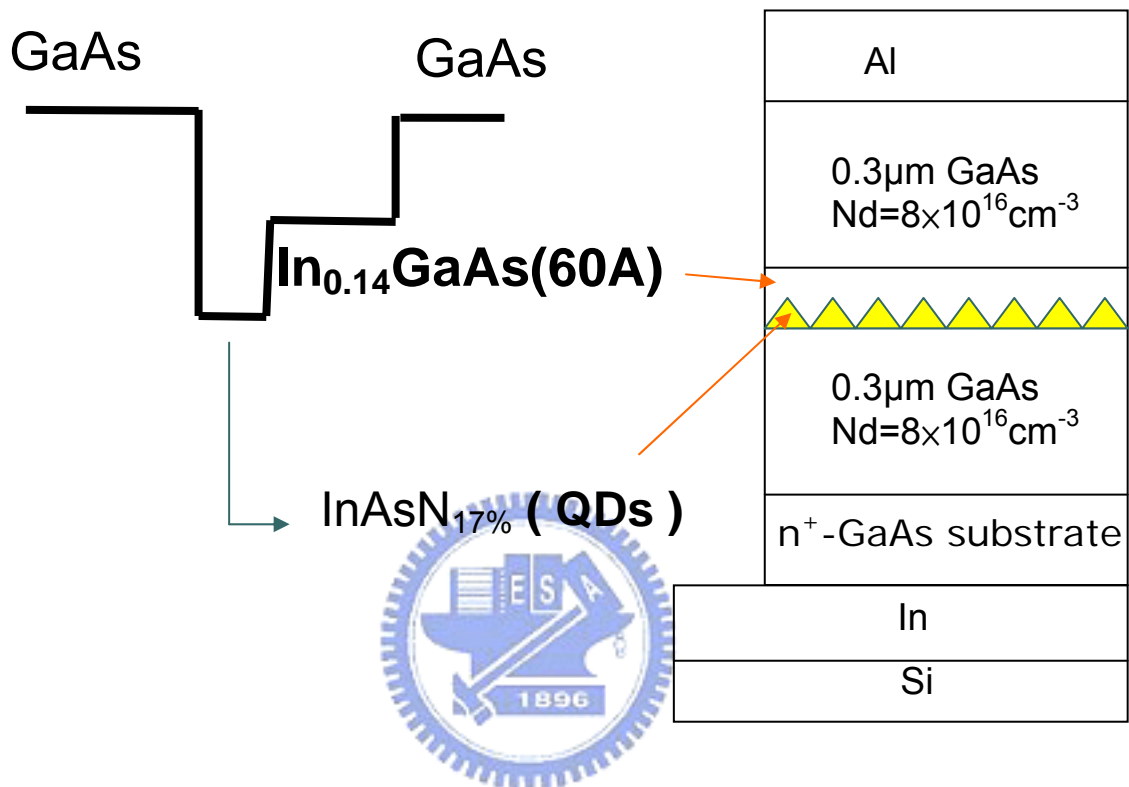 GaAs
GaAs
In₀.₁₄GaAs(60A)
InAsN₁₇% ( QDs )
Al
0.3μm GaAs
Nd=8×10¹⁶cm⁻³
0.3μm GaAs
Nd=8×10¹⁶cm⁻³
n⁺-GaAs substrate
In
Si
E S A
1896